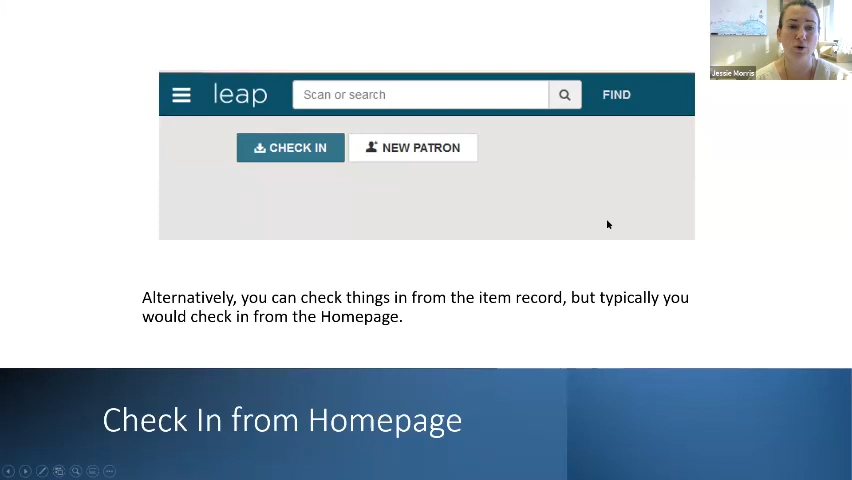 Jessie Morris
leap
Scan or search
FIND
CHECK IN
NEW PATRON
Alternatively, you can check things in from the item record, but typically you
would check in from the Homepage.
Check In from Homepage